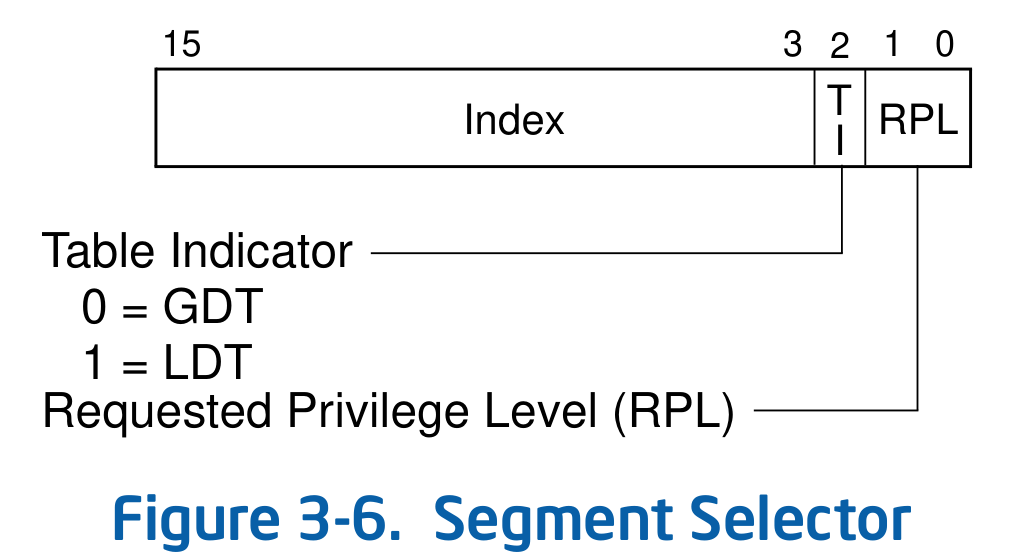 15 3 2 1 0
Index TI RPL
Table Indicator
0 = GDT
1 = LDT
Requested Privilege Level (RPL)
Figure 3-6. Segment Selector